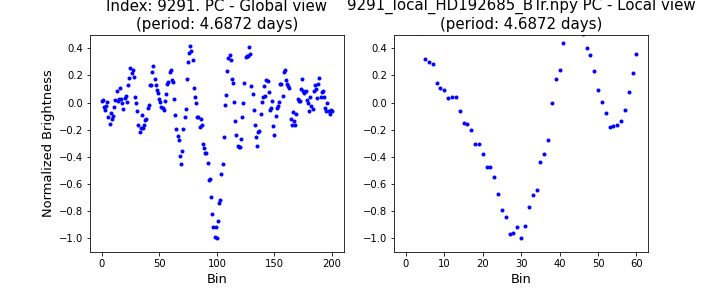 Index: 9291. PC - Global view
(period: 4.6872 days)
9291_local_HD192685_BTr.npy PC - Local view
(period: 4.6872 days)
Normalized Brightness
0.4
0.2
0.0
−0.2
−0.4
−0.6
−0.8
−1.0
0 50 100 150 200
Bin
0.4
0.2
0.0
−0.2
−0.4
−0.6
−0.8
−1.0
0 10 20 30 40 50 60
Bin